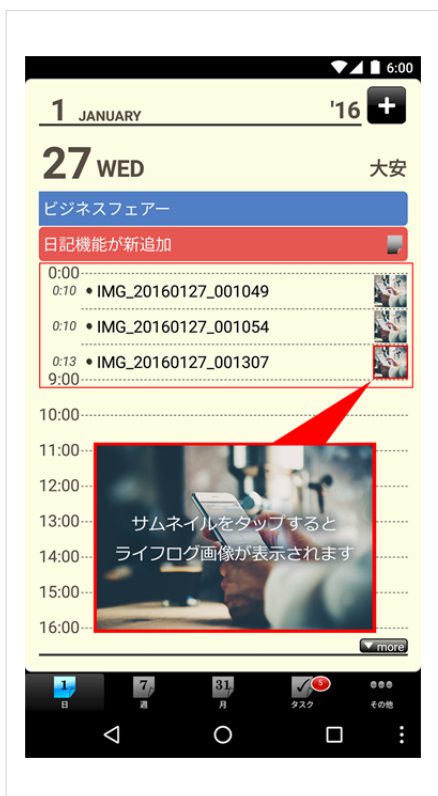 6:00
1 JANUARY '16 +
27 WED 大安
ビジネスフェアー
日記機能が新追加
0:00
0:10 • IMG_20160127_001049
0:10 • IMG_20160127_001054
0:13 • IMG_20160127_001307
9:00
10:00
11:00
12:00
13:00
サムネイルをタップすると
14:00
ライフログ画像が表示されます
15:00
16:00
▼more
1 7 31 5
日 週 月 タスク その他